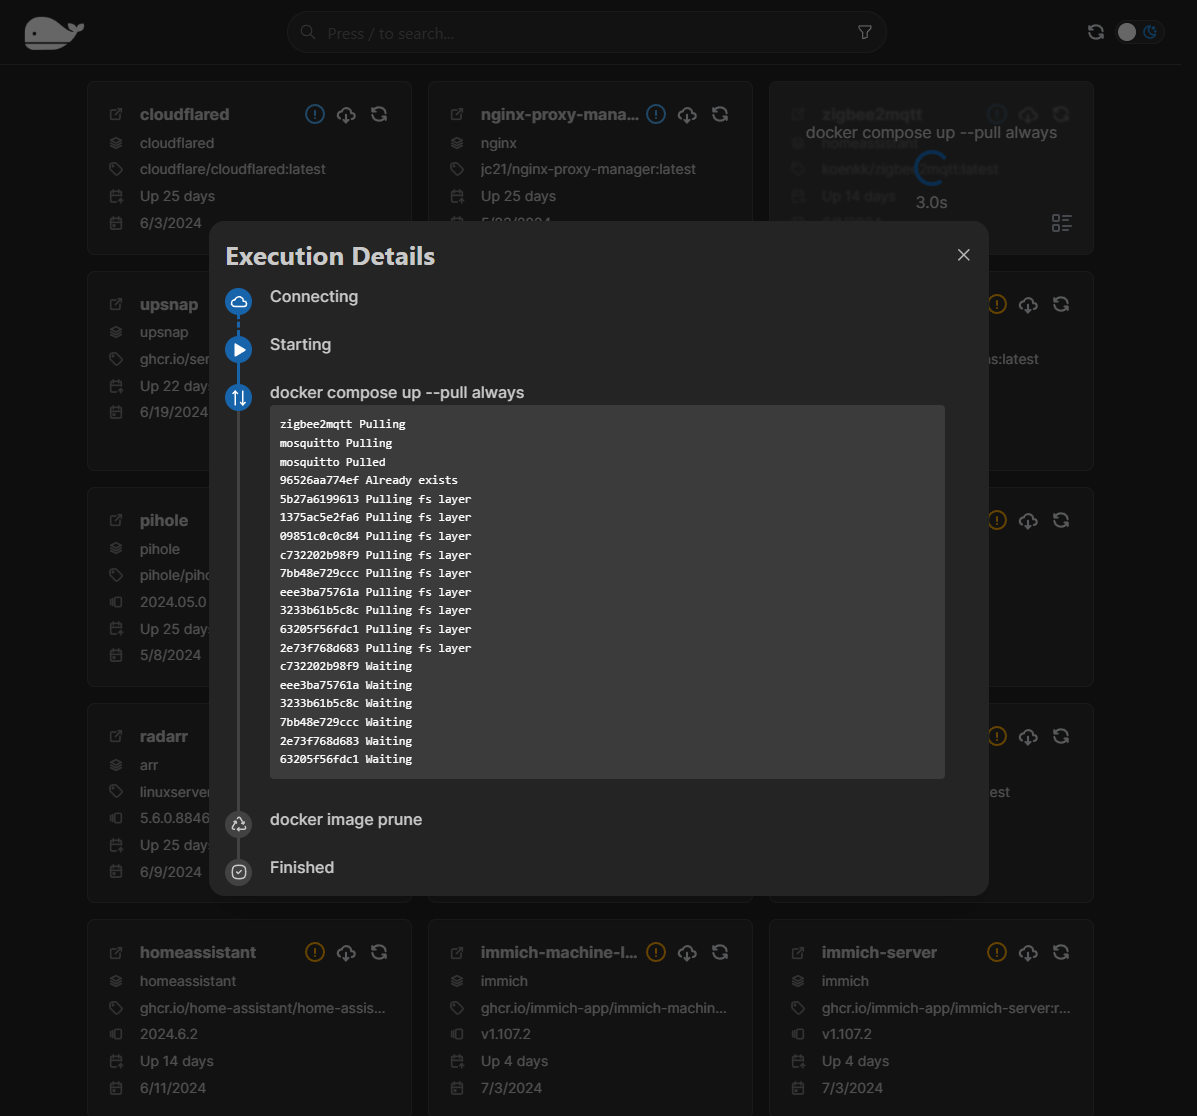 Press / to search...
cloudflared
cloudflared
cloudflare/cloudflared:latest
Up 25 days
6/3/2024
nginx-proxy-mana...
nginx
jc21/nginx-proxy-manager:latest
Up 25 days
zigbee2mqtt
docker compose up --pull always
homeassistant
koenkk/zigbee2mqtt:latest
Up 14 days
3.0s
Execution Details
Connecting
Starting
docker compose up --pull always
zigbee2mqtt Pulling
mosquitto Pulling
mosquitto Pulled
96526aa774ef Already exists
5b27a6199613 Pulling fs layer
1375ac5e2fa6 Pulling fs layer
09851c0c0c84 Pulling fs layer
c732202b98f9 Pulling fs layer
7bb48e729ccc Pulling fs layer
eee3ba75761a Pulling fs layer
3233b61b5c8c Pulling fs layer
63205f56fdc1 Pulling fs layer
2e73f768d683 Pulling fs layer
c732202b98f9 Waiting
eee3ba75761a Waiting
3233b61b5c8c Waiting
7bb48e729ccc Waiting
2e73f768d683 Waiting
63205f56fdc1 Waiting
docker image prune
Finished
upsnap
upsnap
ghcr.io/ser
Up 22 day
6/19/2024
s:latest
pihole
pihole
pihole/piho
2024.05.0
Up 25 day
5/8/2024
radarr
arr
linuxserver
5.6.0.8846
Up 25 day
6/9/2024
est
homeassistant
homeassistant
ghcr.io/home-assistant/home-assis...
2024.6.2
Up 14 days
6/11/2024
immich-machine-l...
immich
ghcr.io/immich-app/immich-machin...
v1.107.2
Up 4 days
7/3/2024
immich-server
immich
ghcr.io/immich-app/immich-server:r...
v1.107.2
Up 4 days
7/3/2024